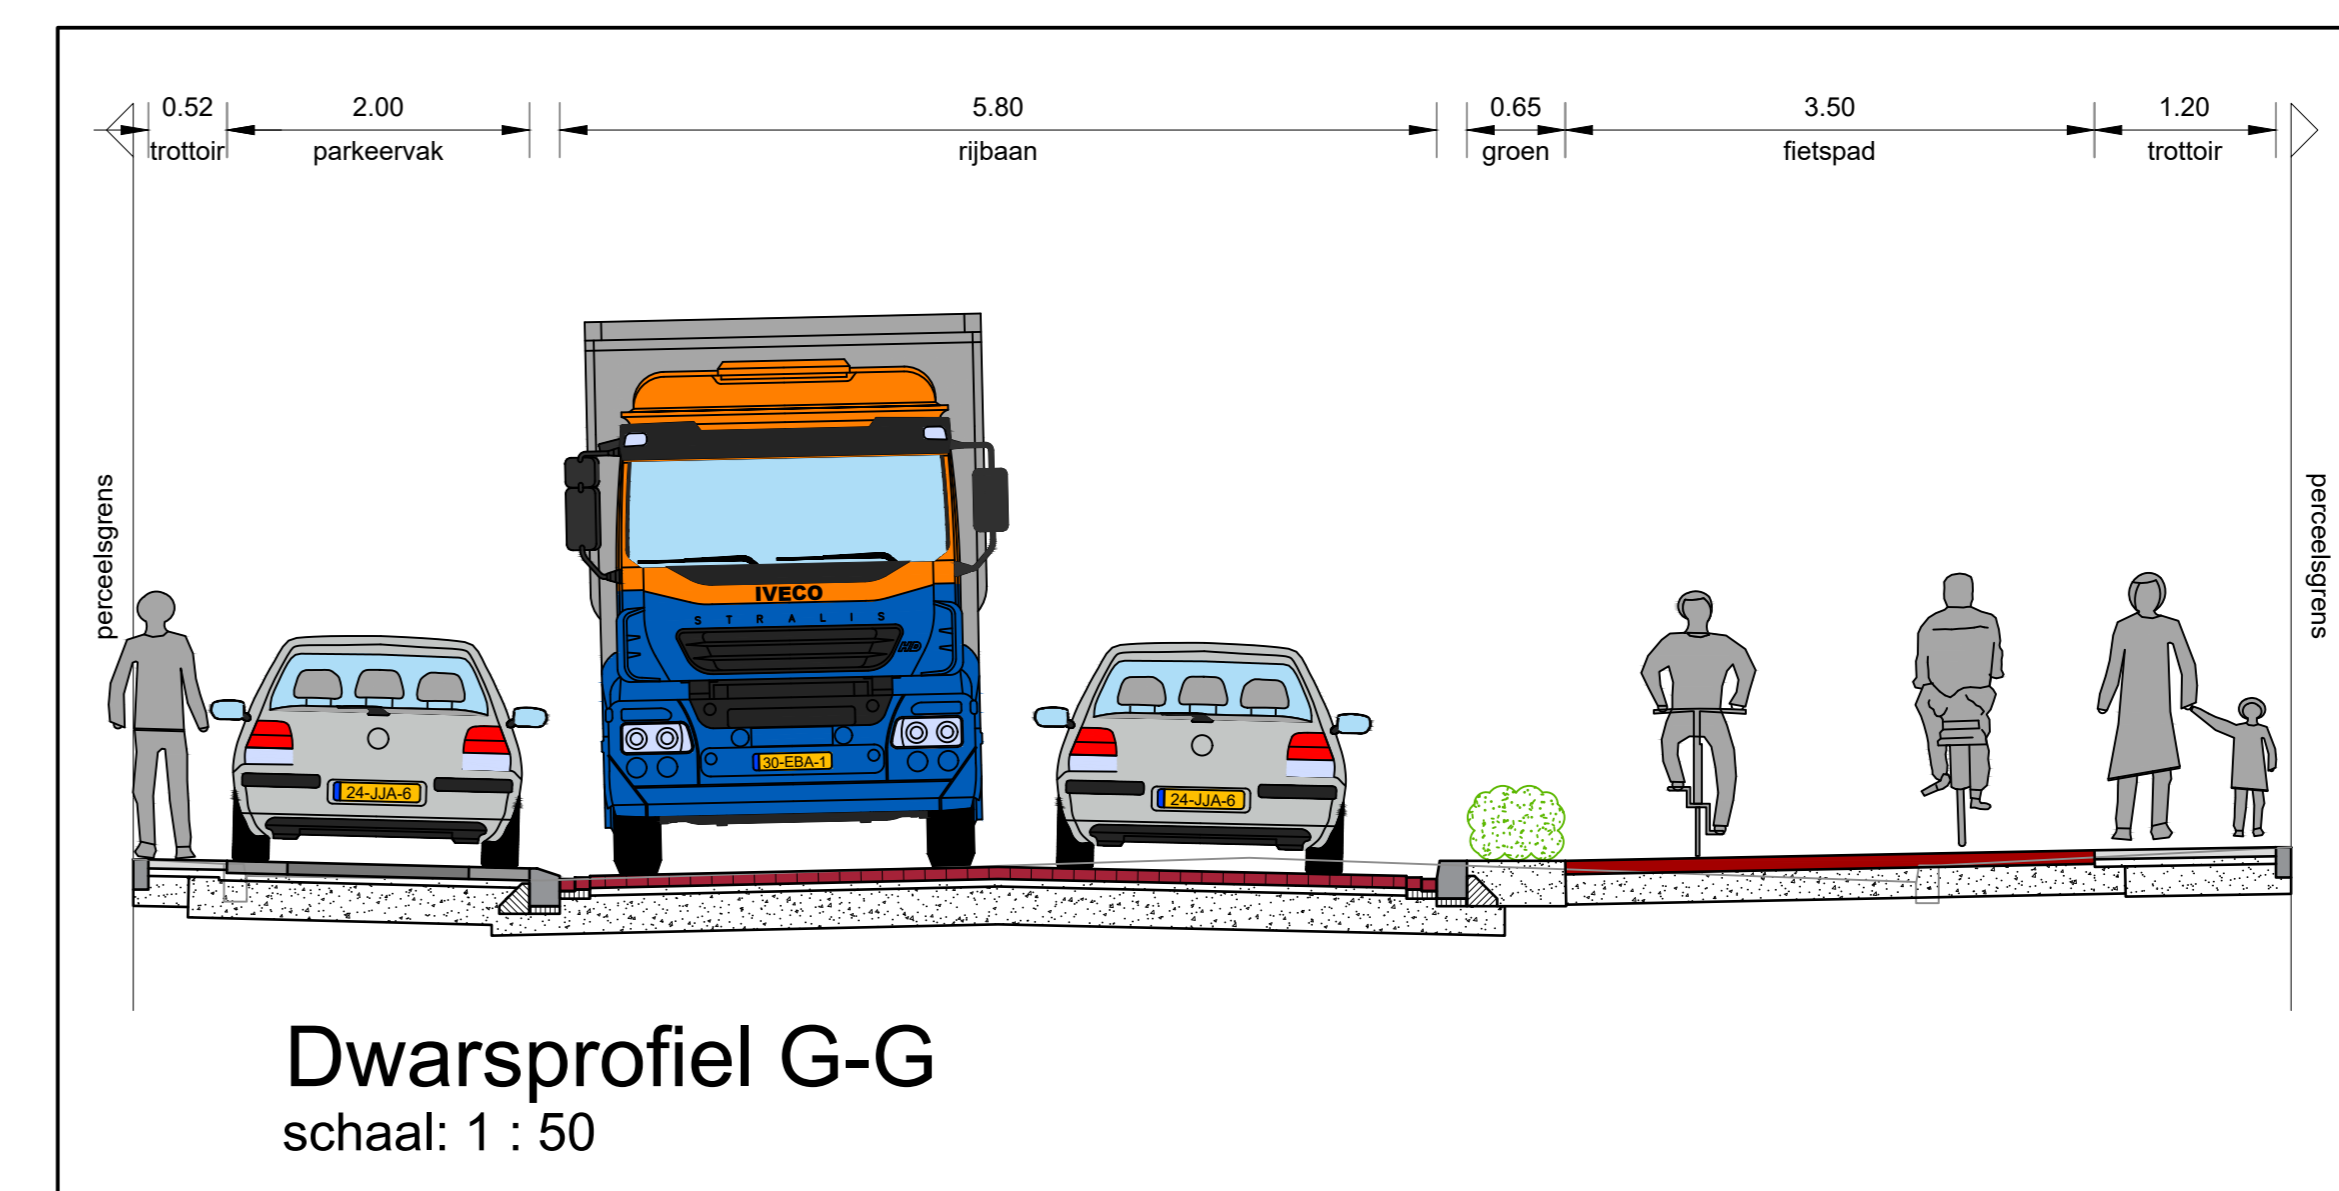 0.52 2.00 5.80 0.65 3.50 1.20
trottoir parkeervak rijbaan groen fietspad trottoir
perceelsgrens
perceelsgrens
IVECO
STRALIS
HD
30-EBA-1
24-JJA-6
24-JJA-6
Dwarsprofiel G-G
schaal: 1 : 50